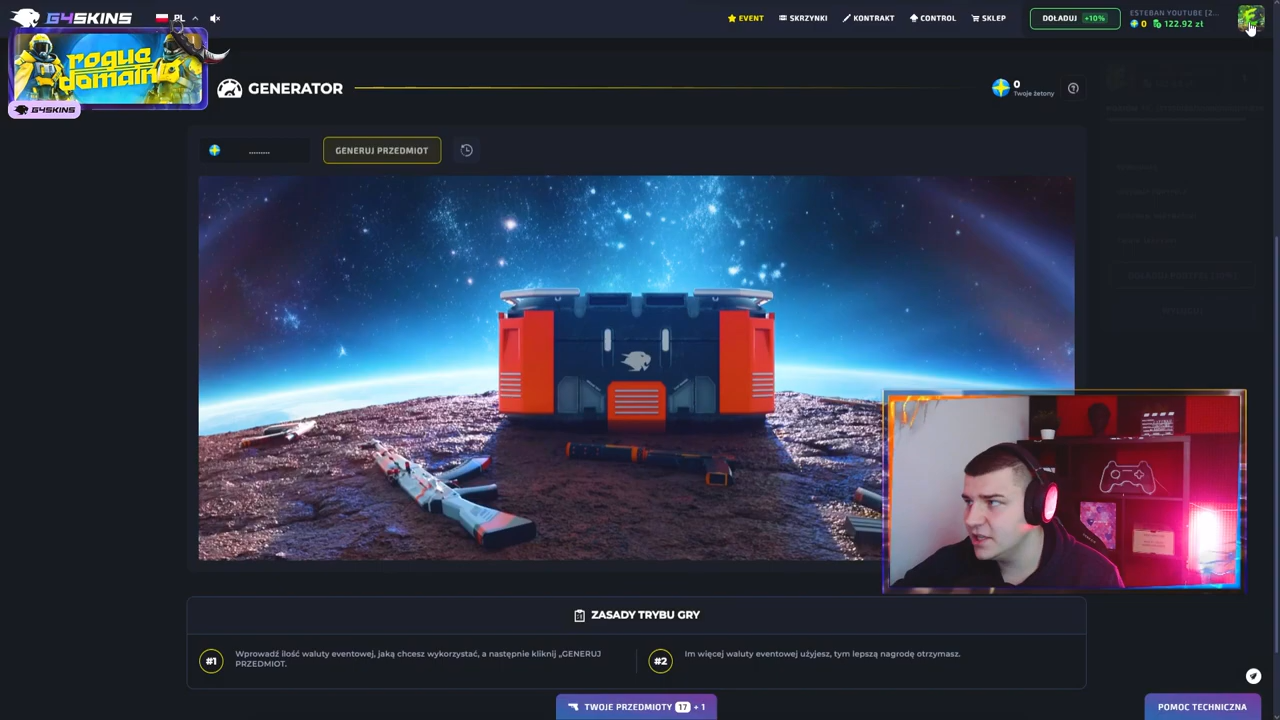 G4SKINS
PL
EVENT
SKRZYNKI
KONTRAKT
CONTROL
SKLEP
DOŁADUJ +10%
ESTEBAN YOUTUBE [2...
0 122.92 zł
rogue
domain
G4SKINS
GENERATOR
0
Twoje żetony
.........
GENERUJ PRZEDMIOT
ZASADY TRYBU GRY
#1
Wprowadź ilość waluty eventowej, jaką chcesz wykorzystać, a następnie kliknij „GENERUJ
PRZEDMIOT.
#2
Im więcej waluty eventowej użyjesz, tym lepszą nagrodę otrzymasz.
TWOJE PRZEDMIOTY 17 + 1
POMOC TECHNICZNA